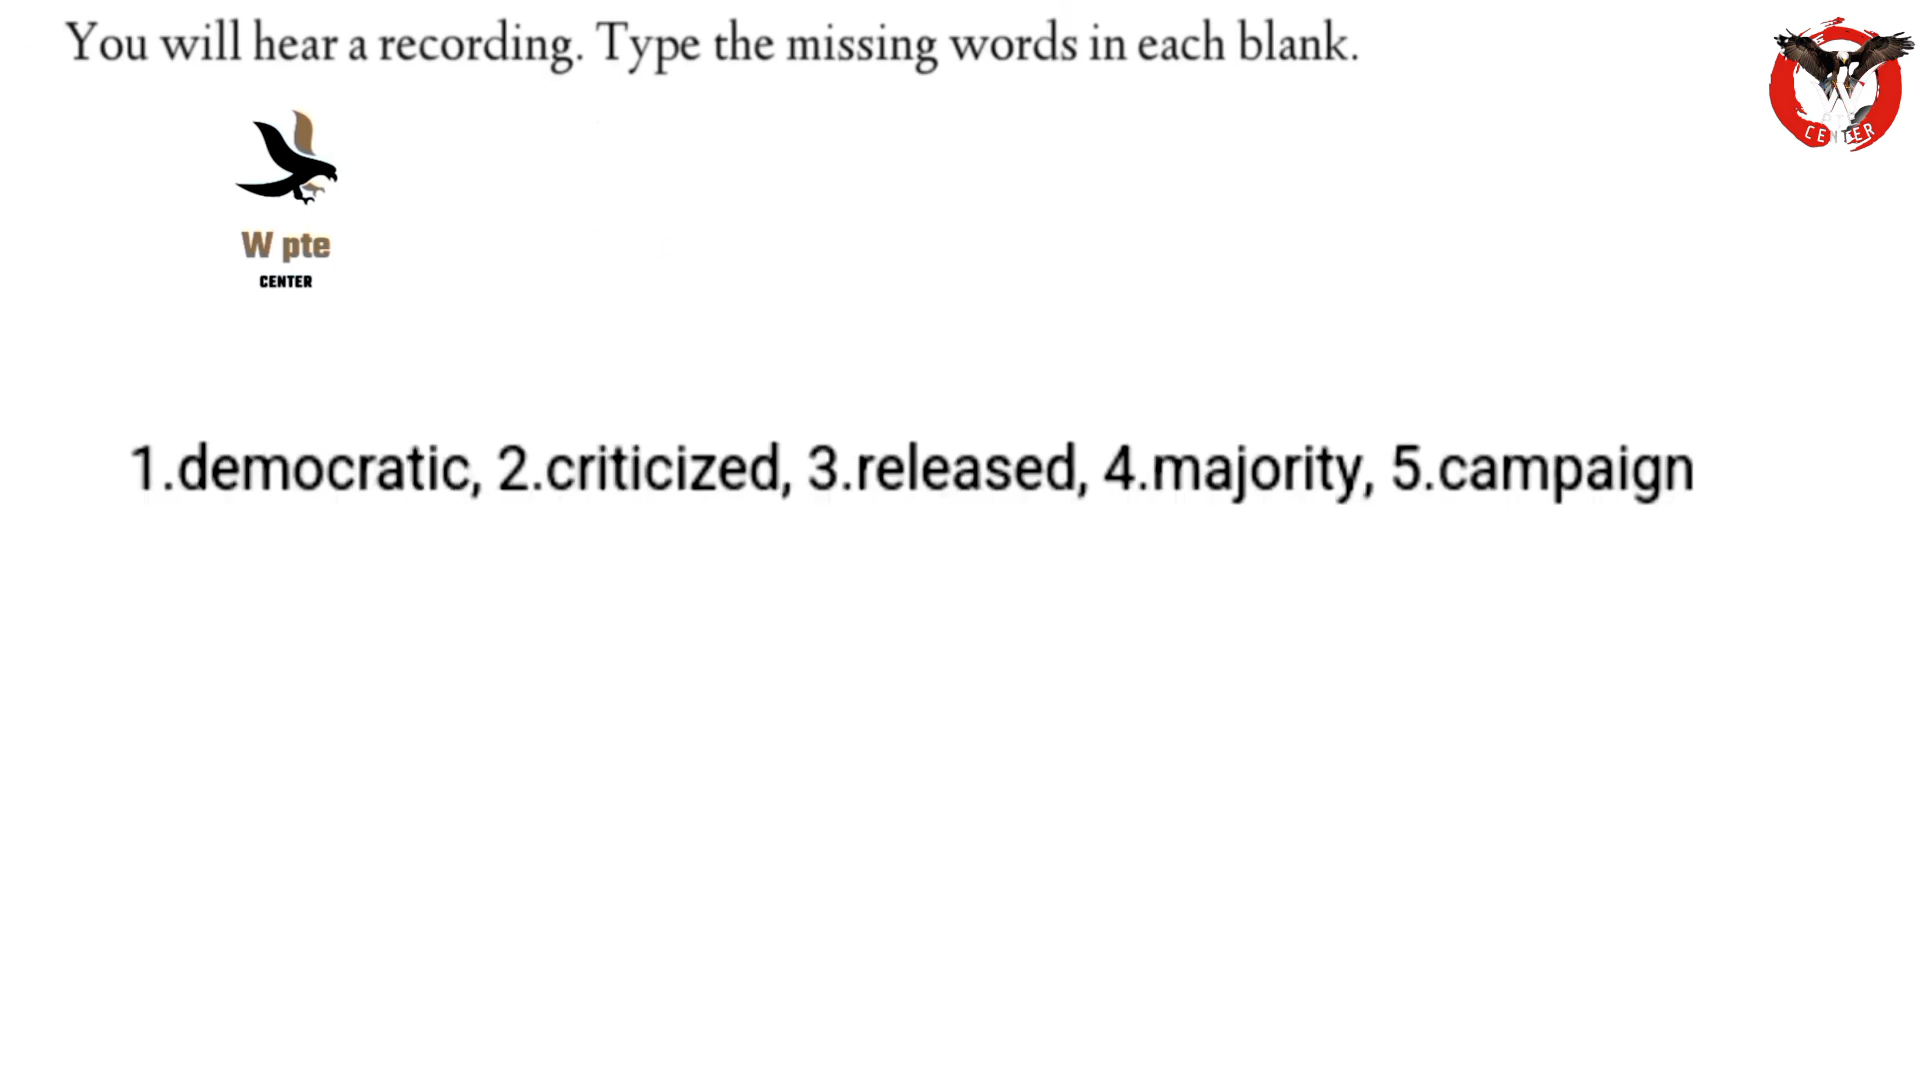 You will hear a recording. Type the missing words in each blank.
W pte
CENTER
CENTER
1.democratic, 2.criticized, 3.released, 4.majority, 5.campaign